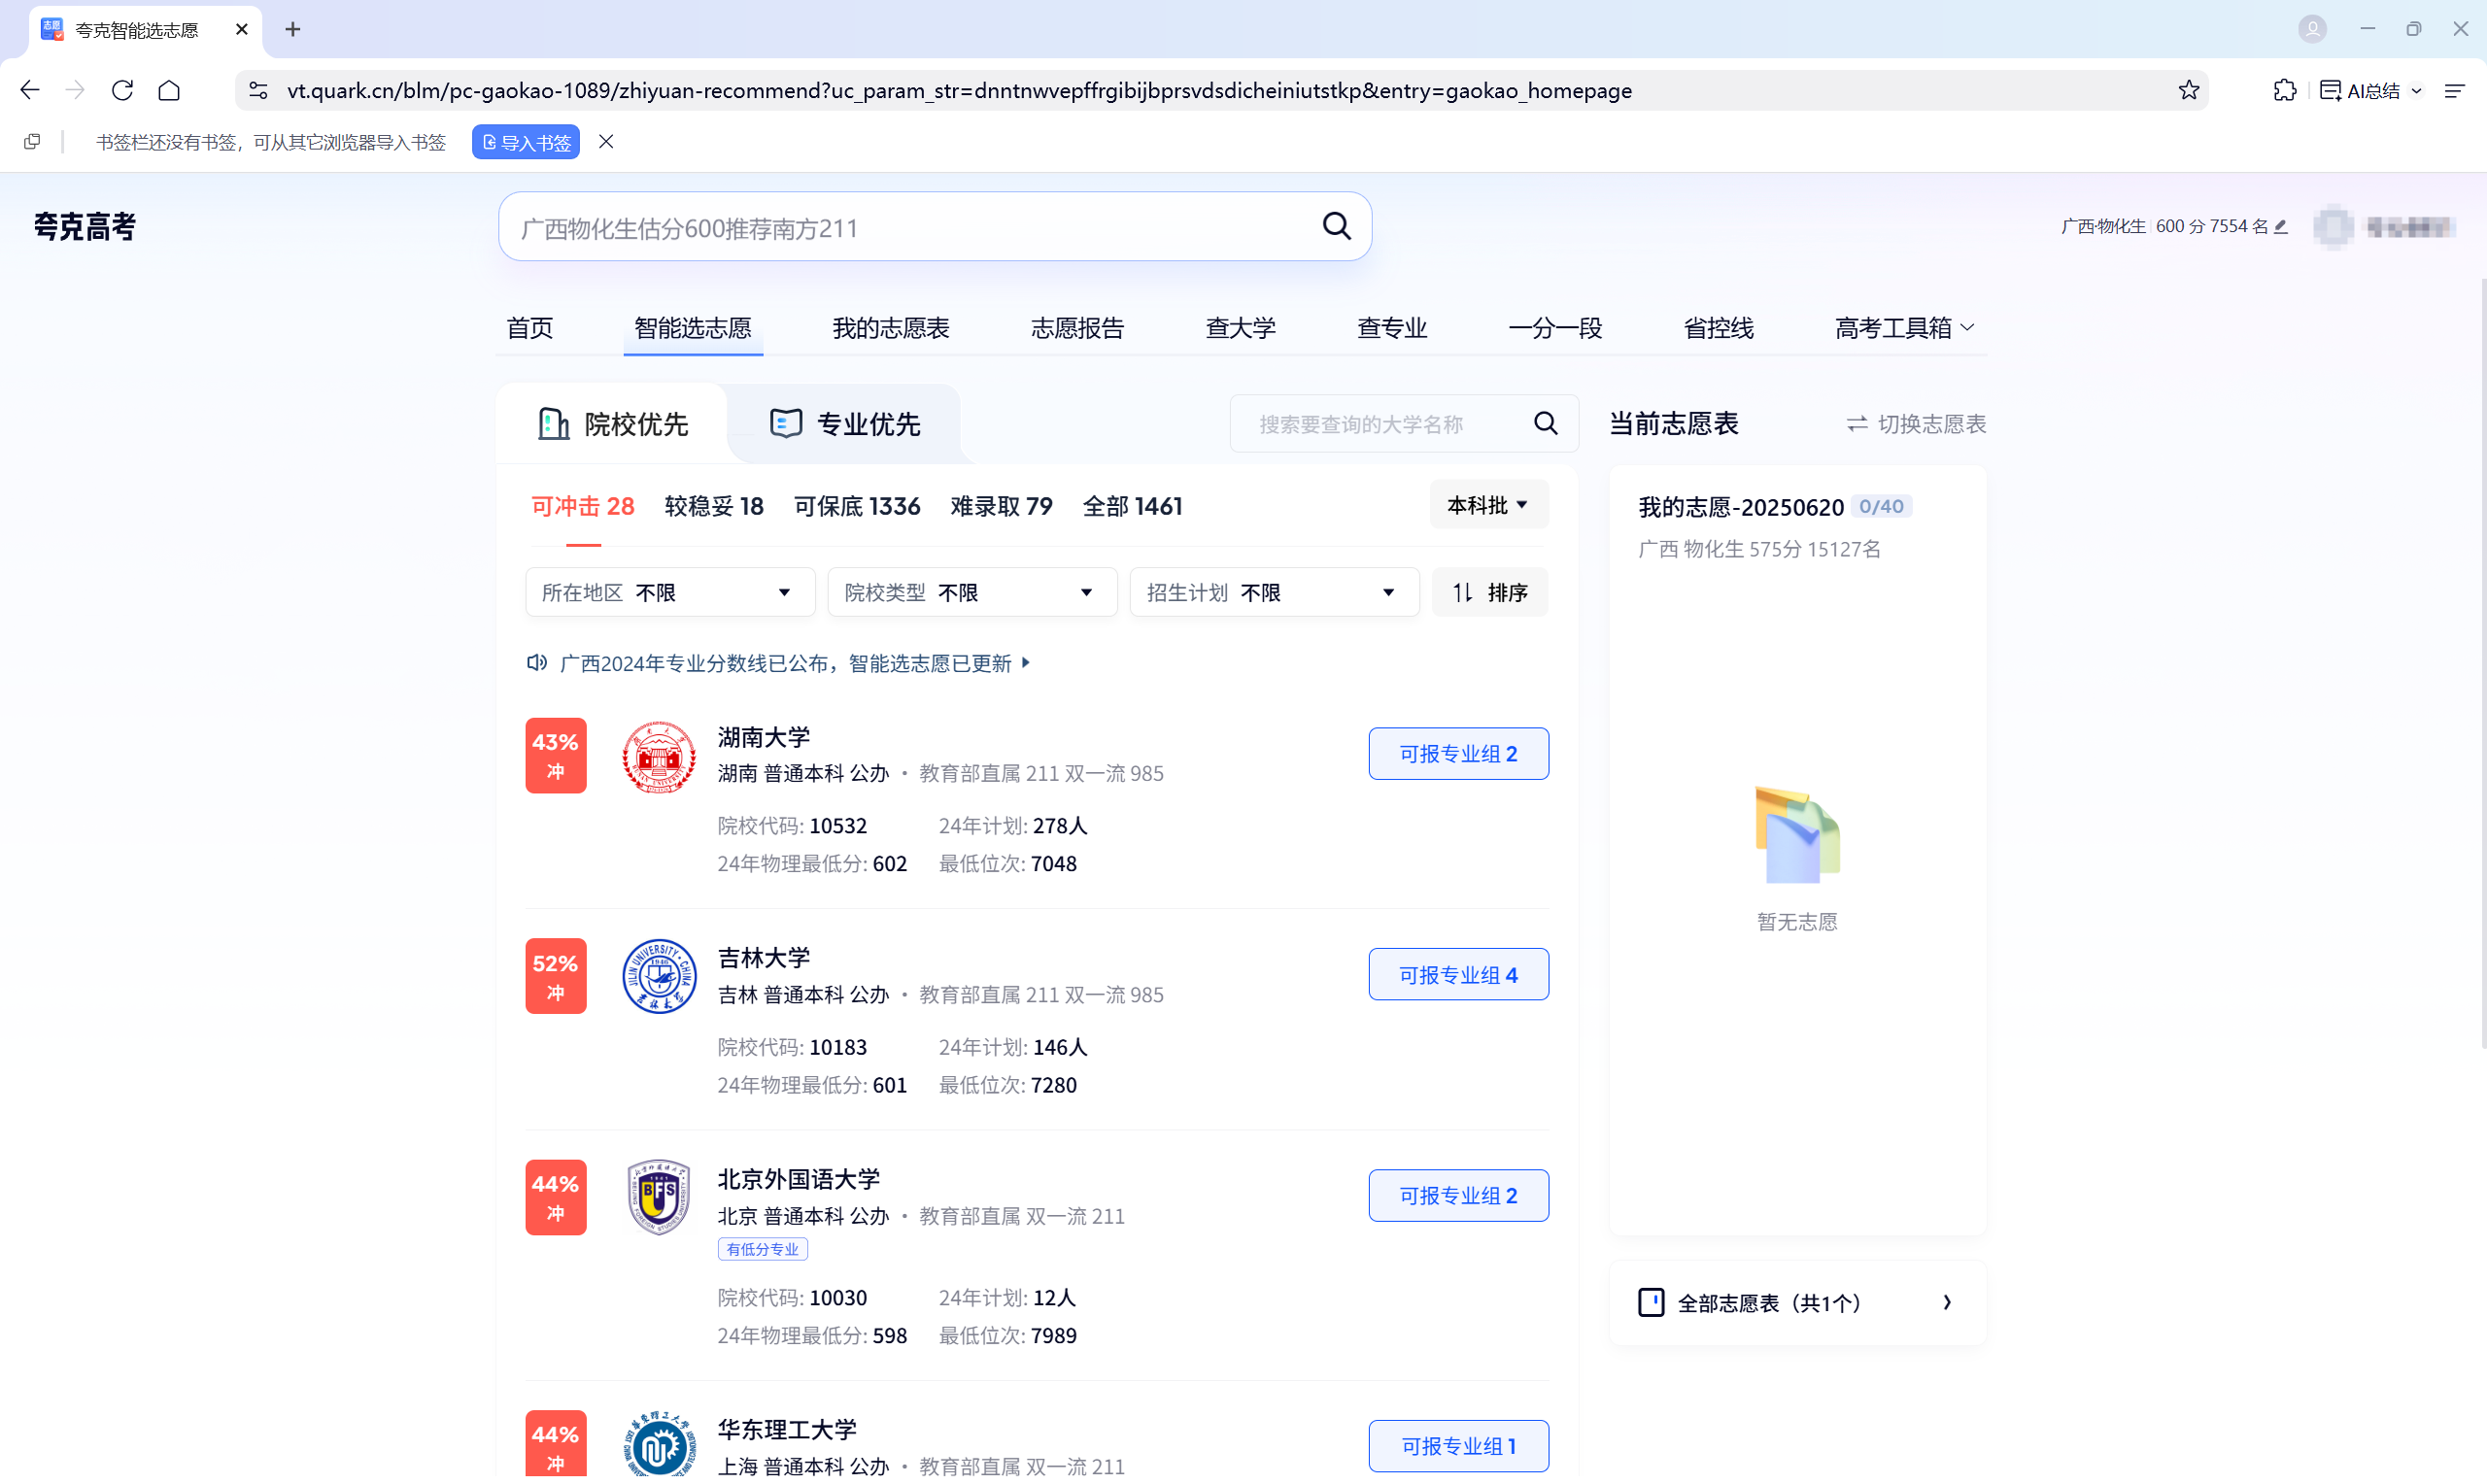 夸克智能选志愿
vt.quark.cn/blm/pc-gaokao-1089/zhiyuan-recommend?uc_param_str=dnntnwvepffrgibijbprsvdsdicheiniutstkp&entry=gaokao_homepage
AI总结
书签栏还没有书签，可从其它浏览器导入书签 导入书签
夸克高考
广西物化生估分600推荐南方211
广西·物化生 600 分 7554 名
首页 智能选志愿 我的志愿表 志愿报告 查大学 查专业 一分一段 省控线 高考工具箱
院校优先 专业优先 搜索要查询的大学名称
可冲击 28 较稳妥 18 可保底 1336 难录取 79 全部 1461 本科批
所在地区 不限 院校类型 不限 招生计划 不限 排序
广西2024年专业分数线已公布，智能选志愿已更新
43% 冲
湖南大学
湖南 普通本科 公办 · 教育部直属 211 双一流 985
可报专业组 2
院校代码: 10532 24年计划: 278人
24年物理最低分: 602 最低位次: 7048
52% 冲
吉林大学
吉林 普通本科 公办 · 教育部直属 211 双一流 985
可报专业组 4
院校代码: 10183 24年计划: 146人
24年物理最低分: 601 最低位次: 7280
44% 冲
北京外国语大学
北京 普通本科 公办 · 教育部直属 双一流 211
有低分专业
可报专业组 2
院校代码: 10030 24年计划: 12人
24年物理最低分: 598 最低位次: 7989
44% 冲
华东理工大学
上海 普通本科 公办 · 教育部直属 双一流 211
可报专业组 1
当前志愿表 切换志愿表
我的志愿-20250620 0/40
广西 物化生 575分 15127名
暂无志愿
全部志愿表（共1个）